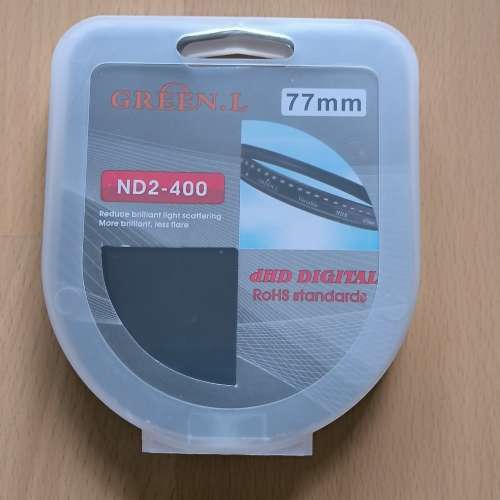 GREEN.L
77mm
ND2-400
Reduce brilliant light scattering
More brilliant, less flare
dHD DIGITAL
RoHS standards